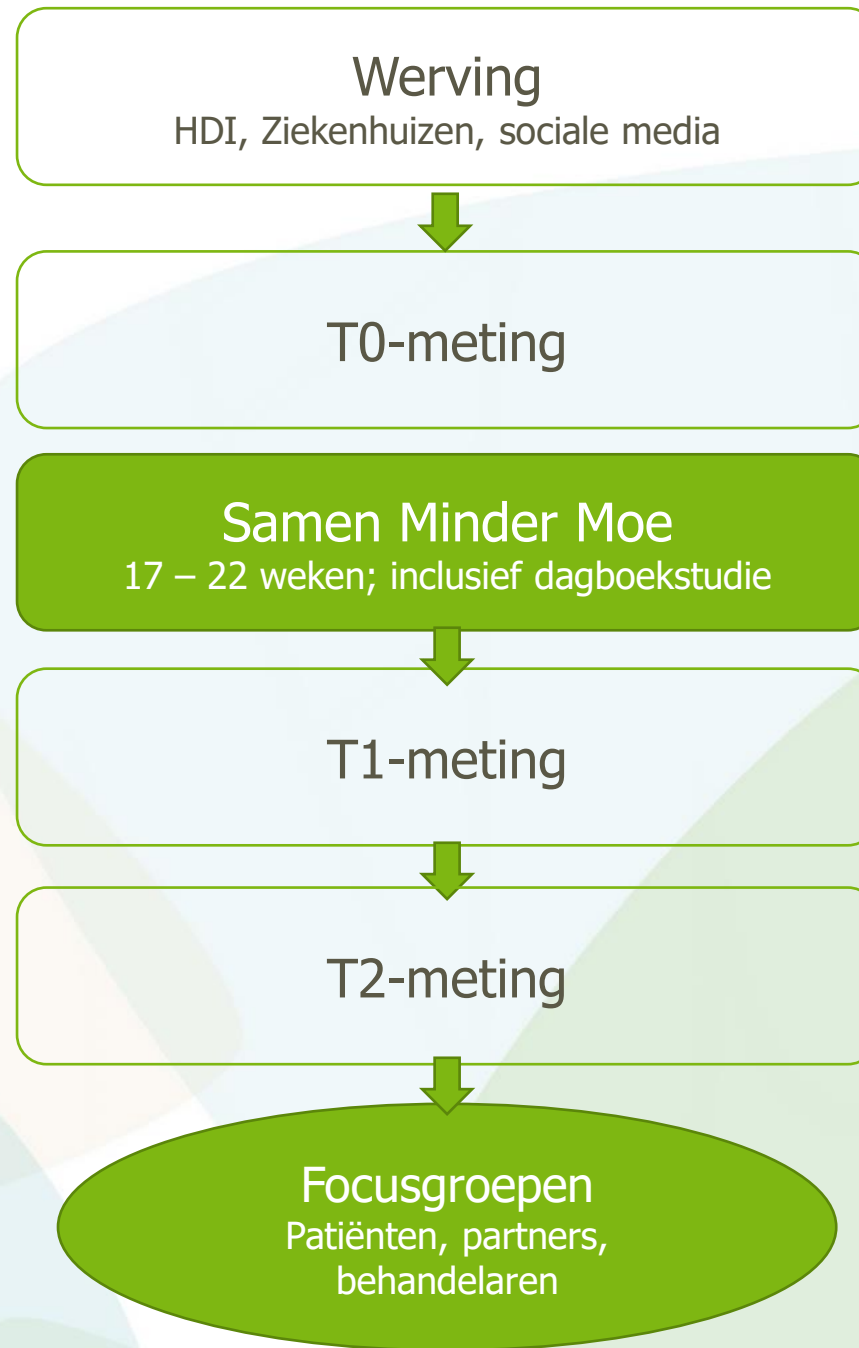 Werving
HDI, Ziekenhuizen, sociale media
T0-meting
Samen Minder Moe
17 – 22 weken; inclusief dagboekstudie
T1-meting
T2-meting
Focusgroepen
Patiënten, partners,
behandelaren